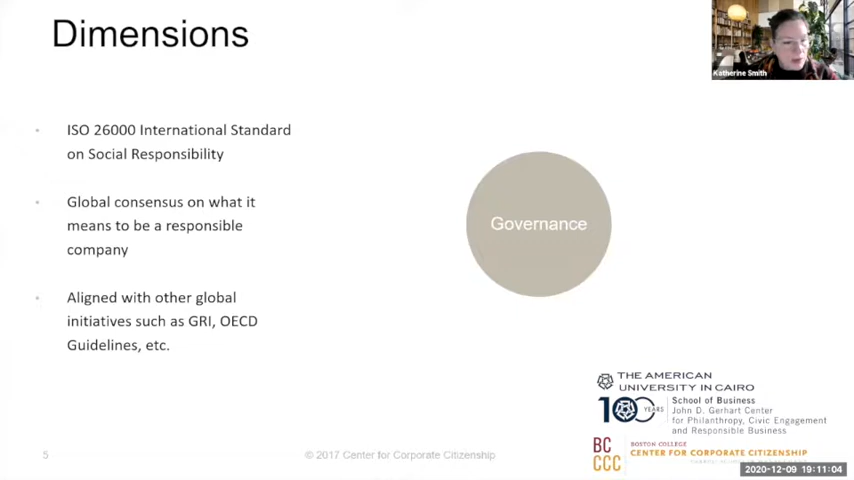 Dimensions
Katherine Smith
• ISO 26000 International Standard
on Social Responsibility
• Global consensus on what it
means to be a responsible
company
• Aligned with other global
initiatives such as GRI, OECD
Guidelines, etc.
Governance
THE AMERICAN
UNIVERSITY IN CAIRO
100 YEARS
School of Business
John D. Gerhart Center
for Philanthropy, Civic Engagement
and Responsible Business
BC
CCC
BOSTON COLLEGE
CENTER FOR CORPORATE CITIZENSHIP
5
© 2017 Center for Corporate Citizenship
2020-12-09 19:11:04